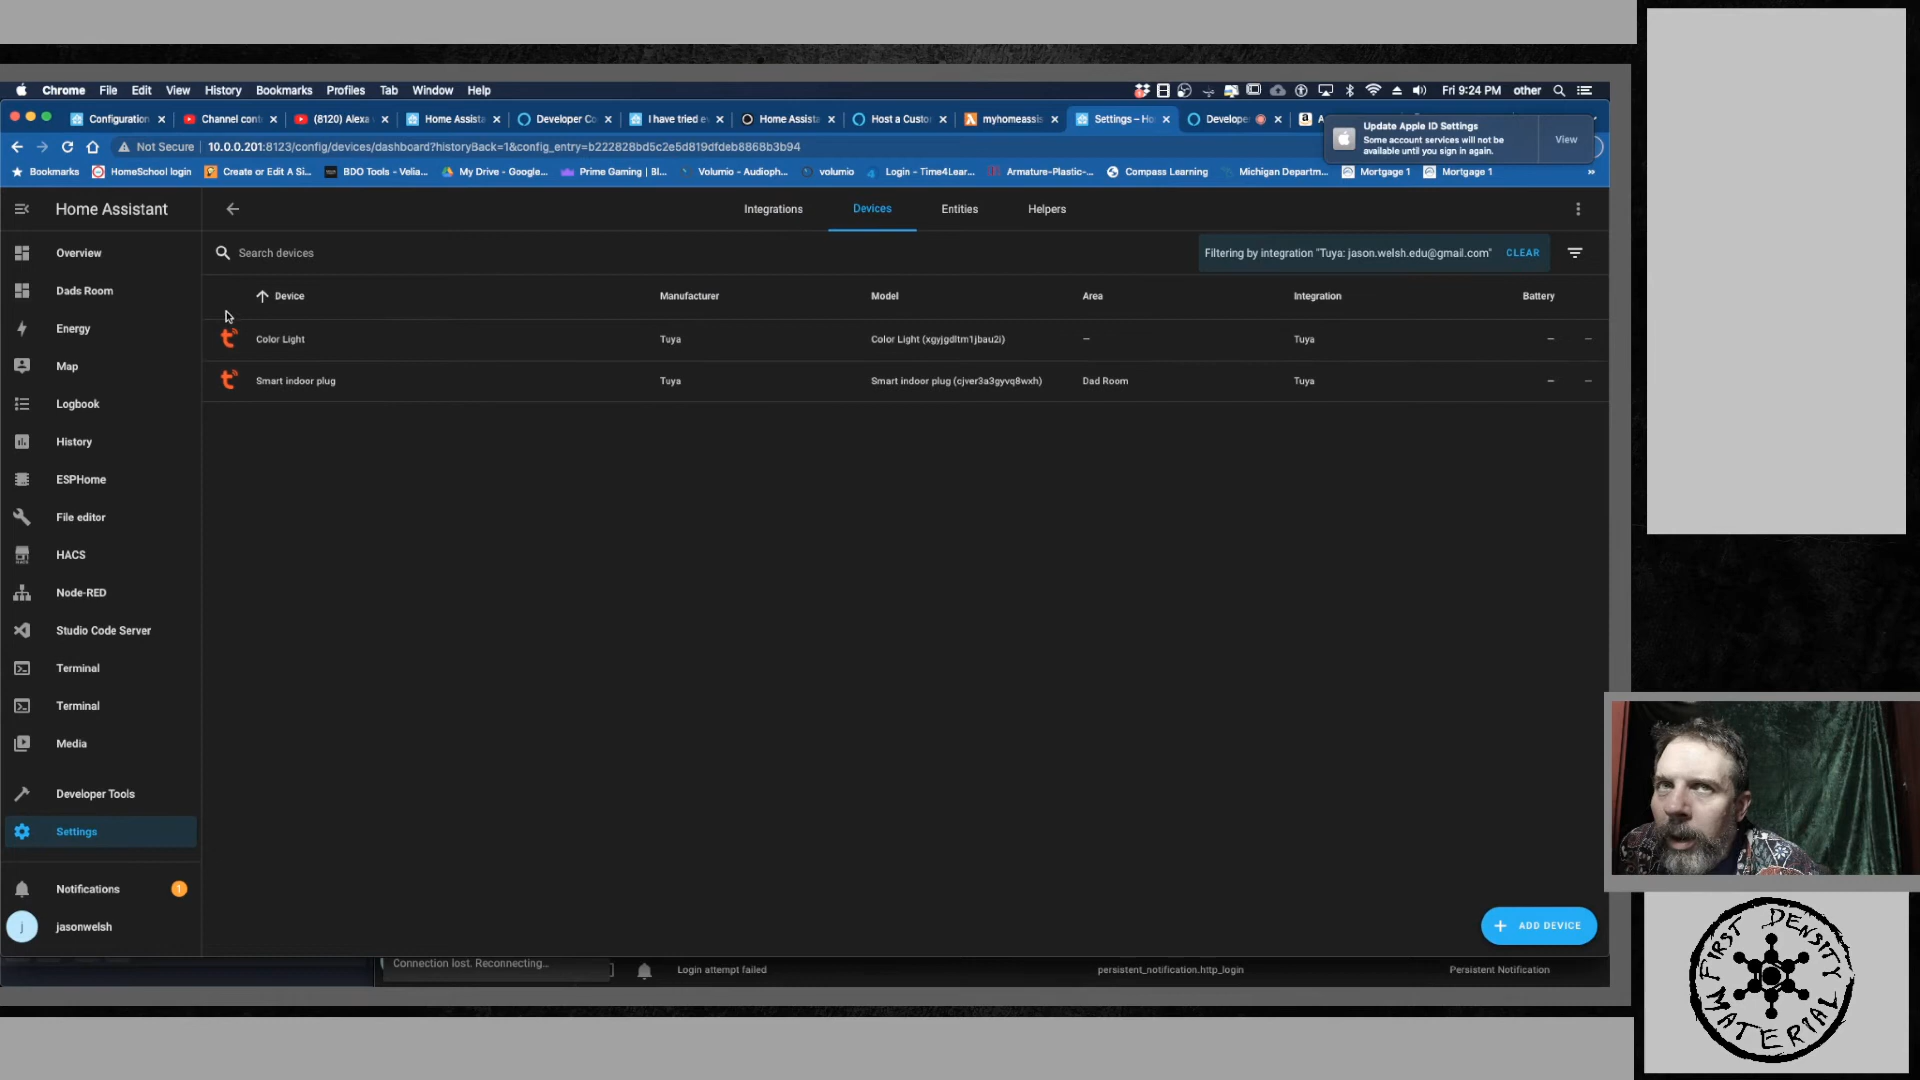 Chrome File Edit View History Bookmarks Profiles Tab Window Help Fri 9:24 PM other
Configuration Channel cont (8120) Alexa Home Assista Developer Co I have tried ev Home Assista Host a Custo myhomeassis Settings – Ho Develope
Update Apple ID Settings
Some account services will not be
available until you sign in again.
View
Not Secure 10.0.0.201:8123/config/devices/dashboard?historyBack=1&config_entry=b222828bd5c2e5d819dfdeb8868b3b94
Bookmarks HomeSchool login Create or Edit A Si... BDO Tools - Velia... My Drive - Google... Prime Gaming | Bl... Volumio - Audioph... volumio Login - Time4Lear... Armature-Plastic-... Compass Learning Michigan Departm... Mortgage 1 Mortgage 1 »
Home Assistant
Integrations Devices Entities Helpers
Search devices
Filtering by integration "Tuya: jason.welsh.edu@gmail.com" CLEAR
Device Manufacturer Model Area Integration Battery
Color Light Tuya Color Light (xgyjgdltm1jbau2i) – Tuya – –
Smart indoor plug Tuya Smart indoor plug (cjver3a3gyvq8wxh) Dad Room Tuya – –
Overview
Dads Room
Energy
Map
Logbook
History
ESPHome
File editor
HACS
Node-RED
Studio Code Server
Terminal
Terminal
Media
Developer Tools
Settings
Notifications 1
j jasonwelsh
+ ADD DEVICE
Connection lost. Reconnecting... Login attempt failed persistent_notification.http_login Persistent Notification
FIRST DENSITY MATERIAL